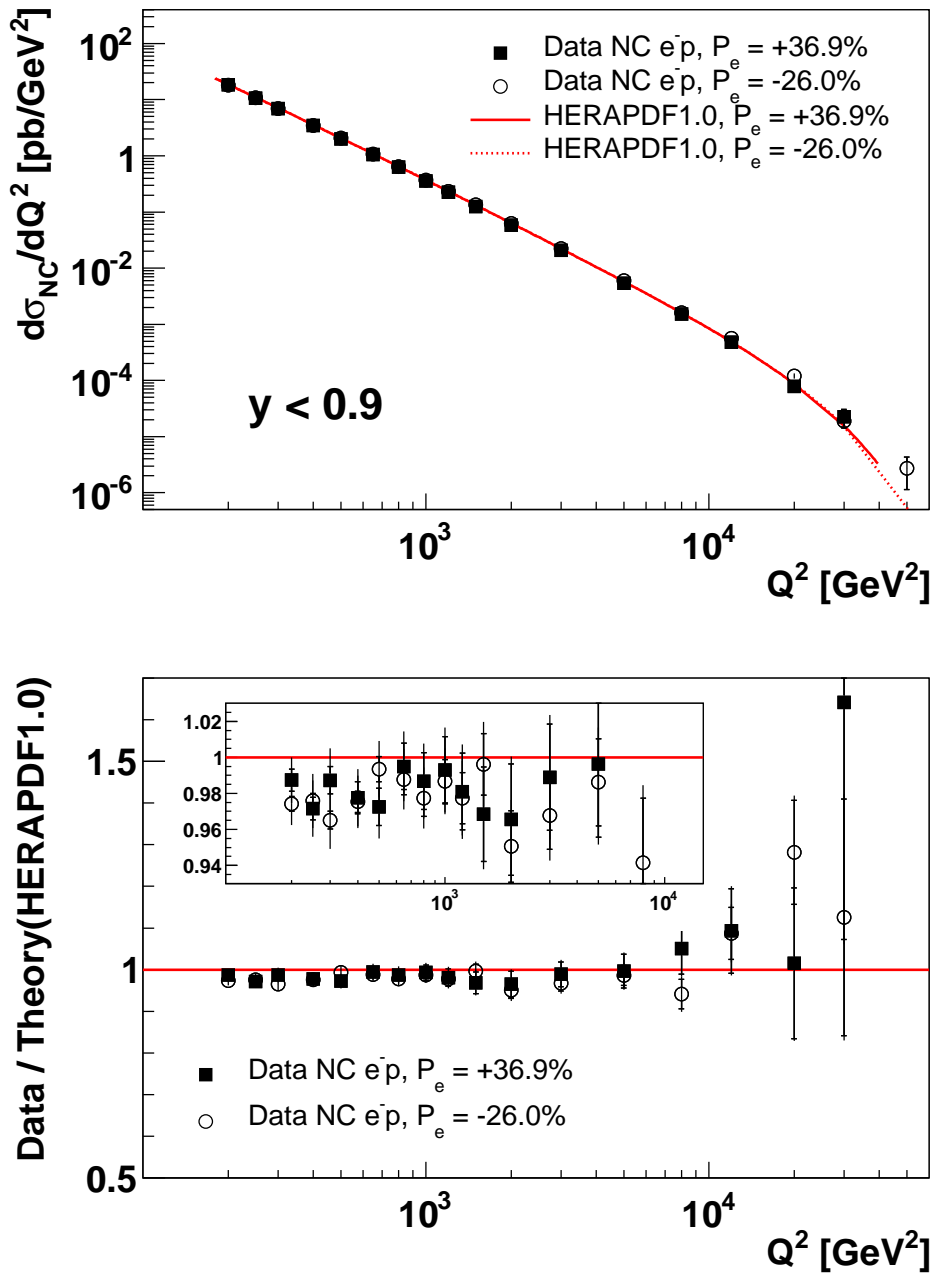 dσNC/dQ² [pb/GeV²]
10²
1
10⁻²
10⁻⁴
10⁻⁶
Data NC e⁻p, Pₑ = +36.9%
Data NC e⁻p, Pₑ = -26.0%
HERAPDF1.0, Pₑ = +36.9%
HERAPDF1.0, Pₑ = -26.0%
y < 0.9
10³ 10⁴
Q² [GeV²]
Data / Theory(HERAPDF1.0)
1.5
1
0.5
1.02
1
0.98
0.96
0.94
10³ 10⁴
Data NC e⁻p, Pₑ = +36.9%
Data NC e⁻p, Pₑ = -26.0%
10³ 10⁴
Q² [GeV²]